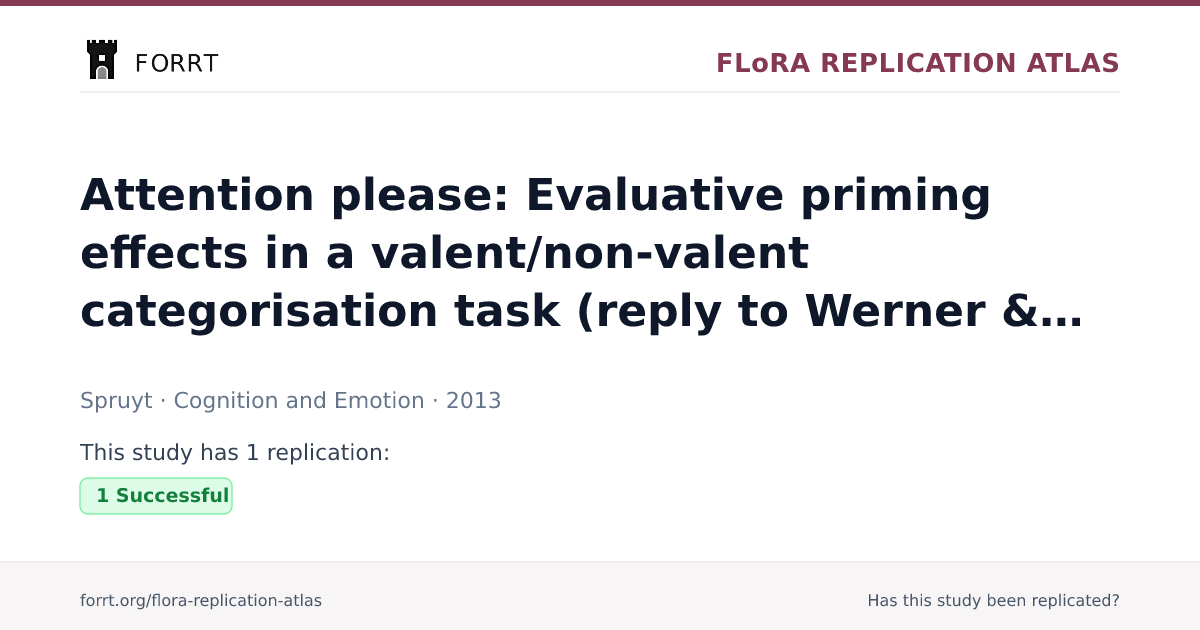 FORRT
FLoRA REPLICATION ATLAS
Attention please: Evaluative priming
effects in a valent/non-valent
categorisation task (reply to Werner &…
Spruyt · Cognition and Emotion · 2013
This study has 1 replication:
1 Successful
forrt.org/flora-replication-atlas
Has this study been replicated?